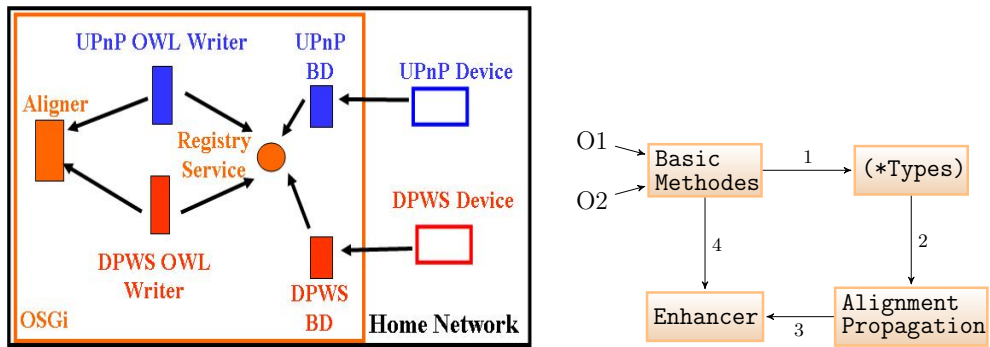 UPnP OWL Writer
UPnP
BD
UPnP Device
Aligner
Registry
Service
DPWS Device
DPWS OWL
Writer
DPWS
BD
OSGi
Home Network
O1
O2
Basic
Methodes
1
(*Types)
4
2
Enhancer
3
Alignment
Propagation